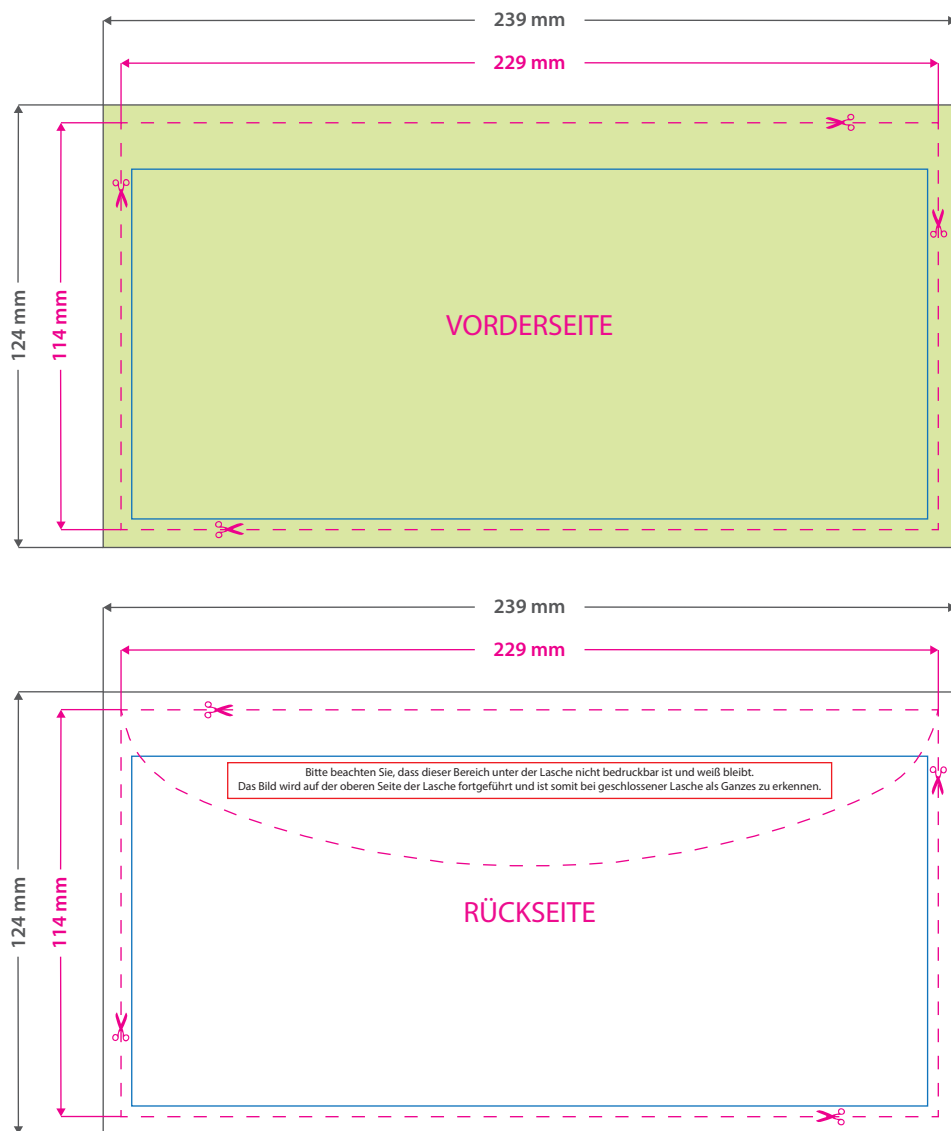 239 mm
229 mm
124 mm
114 mm
VORDERSEITE
239 mm
229 mm
124 mm
114 mm
Bitte beachten Sie, dass dieser Bereich unter der Lasche nicht bedruckbar ist und weiß bleibt.
Das Bild wird auf der oberen Seite der Lasche fortgeführt und ist somit bei geschlossener Lasche als Ganzes zu erkennen.
RÜCKSEITE